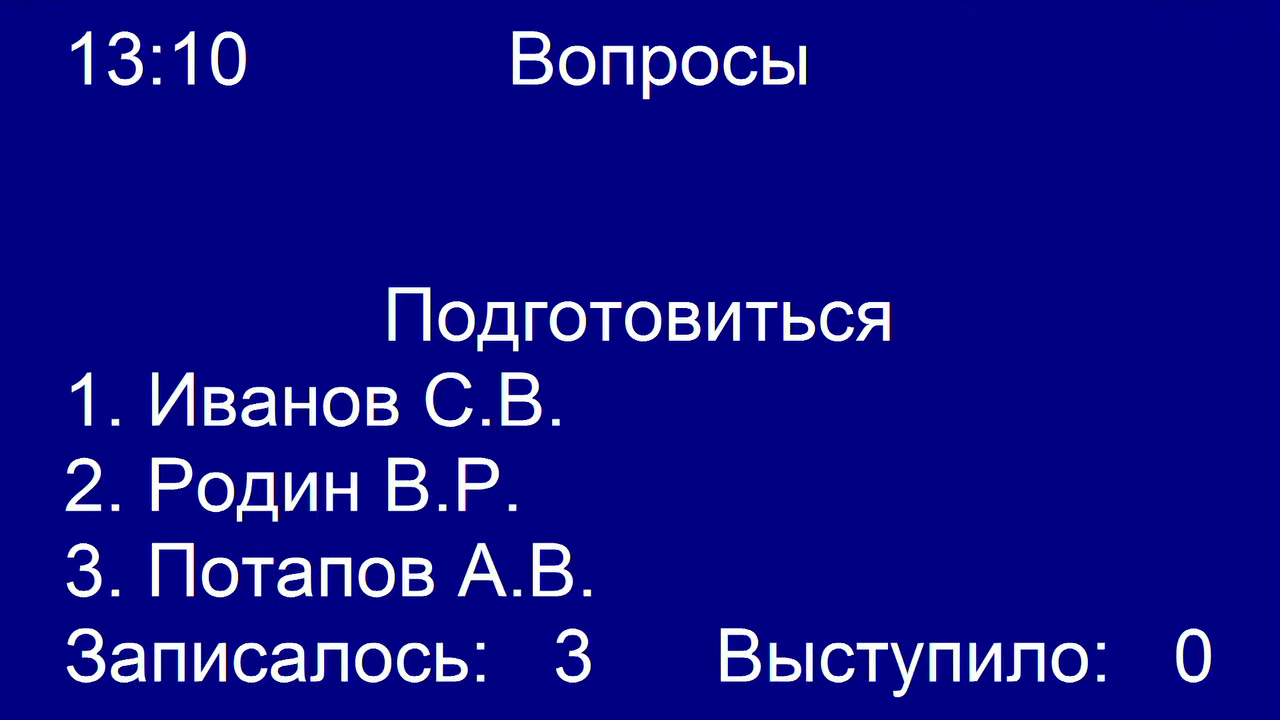 13:10 Вопросы
Подготовиться
1. Иванов С.В.
2. Родин В.Р.
3. Потапов А.В.
Записалось: 3 Выступило: 0